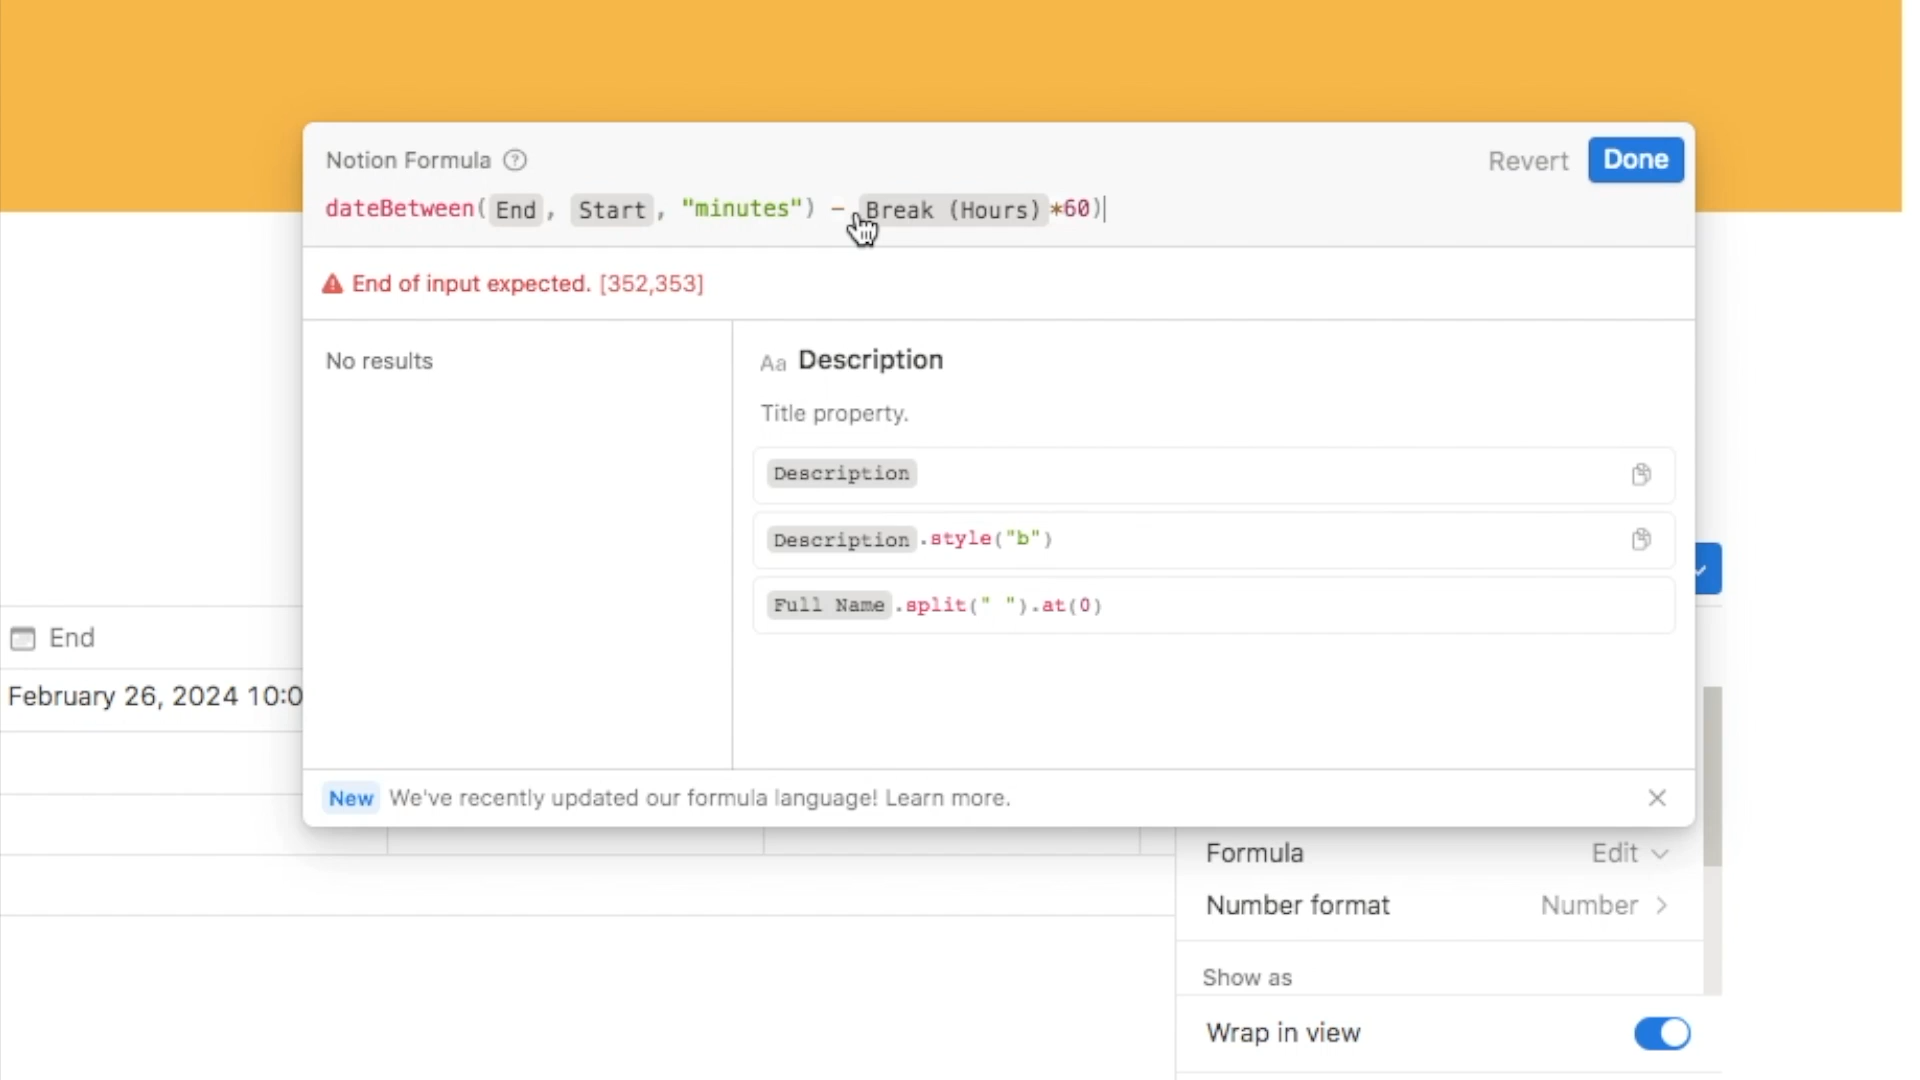 Notion Formula ?
Revert
Done
dateBetween( End , Start , "minutes") - Break (Hours) *60)
End of input expected. [352,353]
No results
Aa Description
Title property.
Description
Description .style("b")
Full Name .split(" ").at(0)
End
February 26, 2024 10:0
New We've recently updated our formula language! Learn more.
Formula
Edit
Number format
Number
Show as
Wrap in view